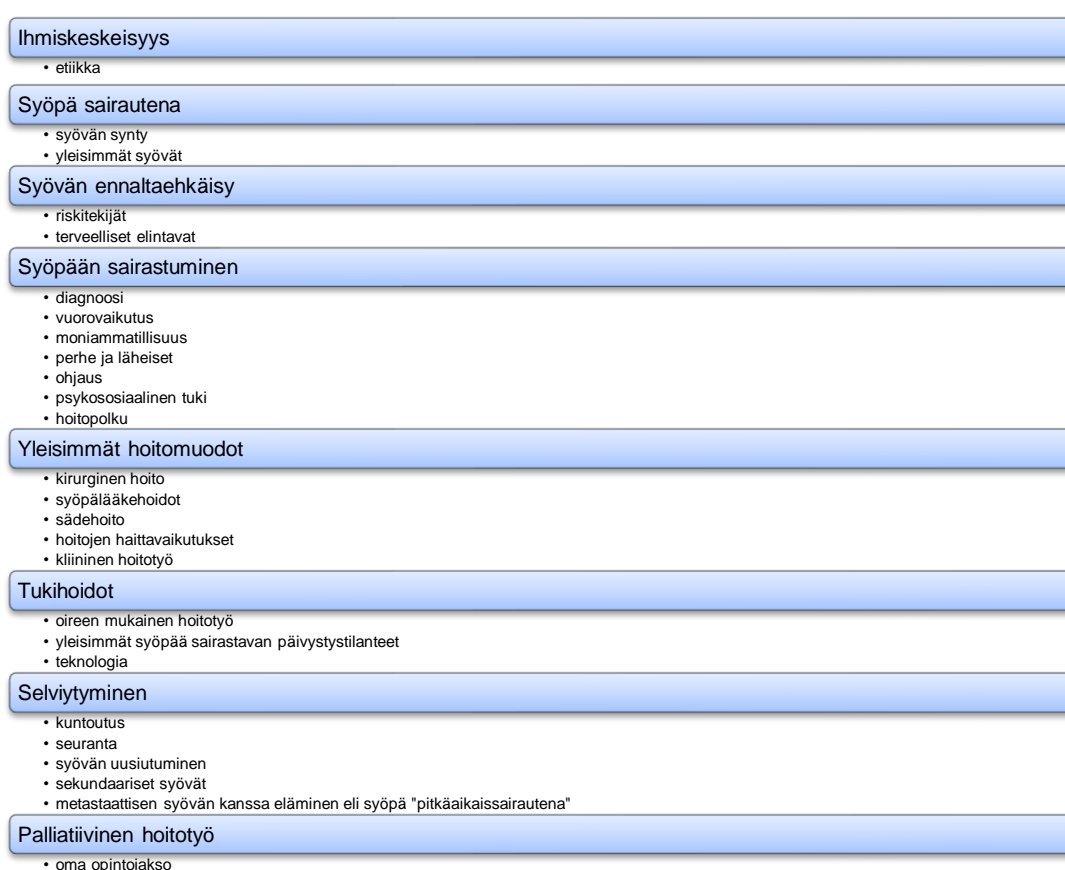 Ihmiskeskeisyys
• etiikka
Syöpä sairautena
• syövän synty
• yleisimmät syövät
Syövän ennaltaehkäisy
• riskitekijät
• terveelliset elintavat
Syöpään sairastuminen
• diagnoosi
• vuorovaikutus
• moniammatillisuus
• perhe ja läheiset
• ohjaus
• psykososiaalinen tuki
• hoitopolku
Yleisimmät hoitomuodot
• kirurginen hoito
• syöpälääkehoidot
• sädehoito
• hoitojen haittavaikutukset
• kliininen hoitotyö
Tukihoidot
• oireen mukainen hoitotyö
• yleisimmät syöpää sairastavan päivystystilanteet
• teknologia
Selviytyminen
• kuntoutus
• seuranta
• syövän uusiutuminen
• sekundaariset syövät
• metastaattisen syövän kanssa eläminen eli syöpä "pitkäaikaissairautena"
Palliatiivinen hoitotyö
• oma opintojakso